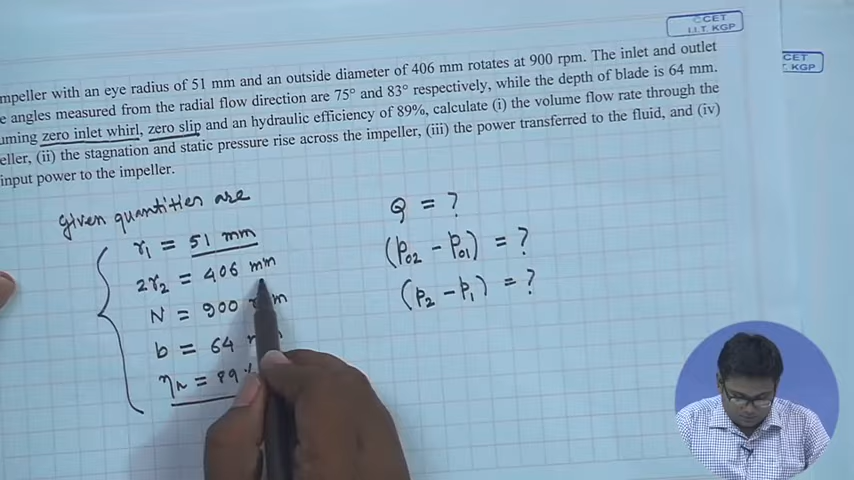 CET
I.I.T. KGP
CET
KGP
mpeller with an eye radius of 51 mm and an outside diameter of 406 mm rotates at 900 rpm. The inlet and outlet
e angles measured from the radial flow direction are 75° and 83° respectively, while the depth of blade is 64 mm.
uming zero inlet whirl, zero slip and an hydraulic efficiency of 89%, calculate (i) the volume flow rate through the
eller, (ii) the stagnation and static pressure rise across the impeller, (iii) the power transferred to the fluid, and (iv)
input power to the impeller.
Given quantities are
r₁ = 51 mm
2r₂ = 406 mm
N = 900 m
b = 64
ηₕ = 89%
Q = ?
(p₀₂ - p₀₁) = ?
(p₂ - p₁) = ?